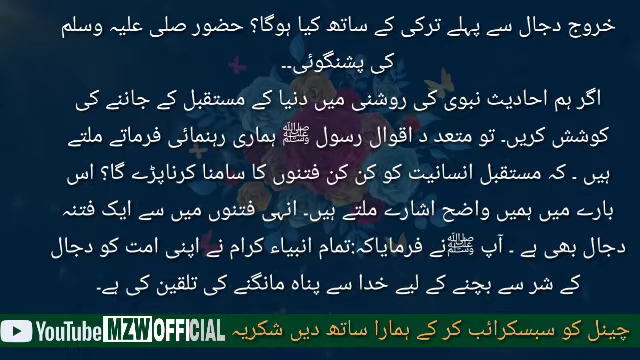 خروج دجال سے پہلے ترکی کے ساتھ کیا ہوگا؟ حضور صلی علیہ وسلم
کی پشنگوئی۔۔
اگر ہم احادیث نبوی کی روشنی میں دنیا کے مستقبل کے جاننے کی
کوشش کریں۔ تو متعد د اقوال رسول ﷺ ہماری رہنمائی فرماتے ملتے
ہیں ۔ کہ مستقبل انسانیت کو کن کن فتنوں کا سامنا کرناپڑے گا؟ اس
بارے میں ہمیں واضح اشارے ملتے ہیں۔ انہی فتنوں میں سے ایک فتنہ
دجال بھی ہے ۔ آپ ﷺنے فرمایاکہ:تمام انبیاء کرام نے اپنی امت کو دجال
کے شر سے بچنے کے لیے خدا سے پناہ مانگنے کی تلقین کی ہے۔
YouTube MZW OFFICIAL چینل کو سبسکرائب کر کے ہمارا ساتھ دیں شکریہ